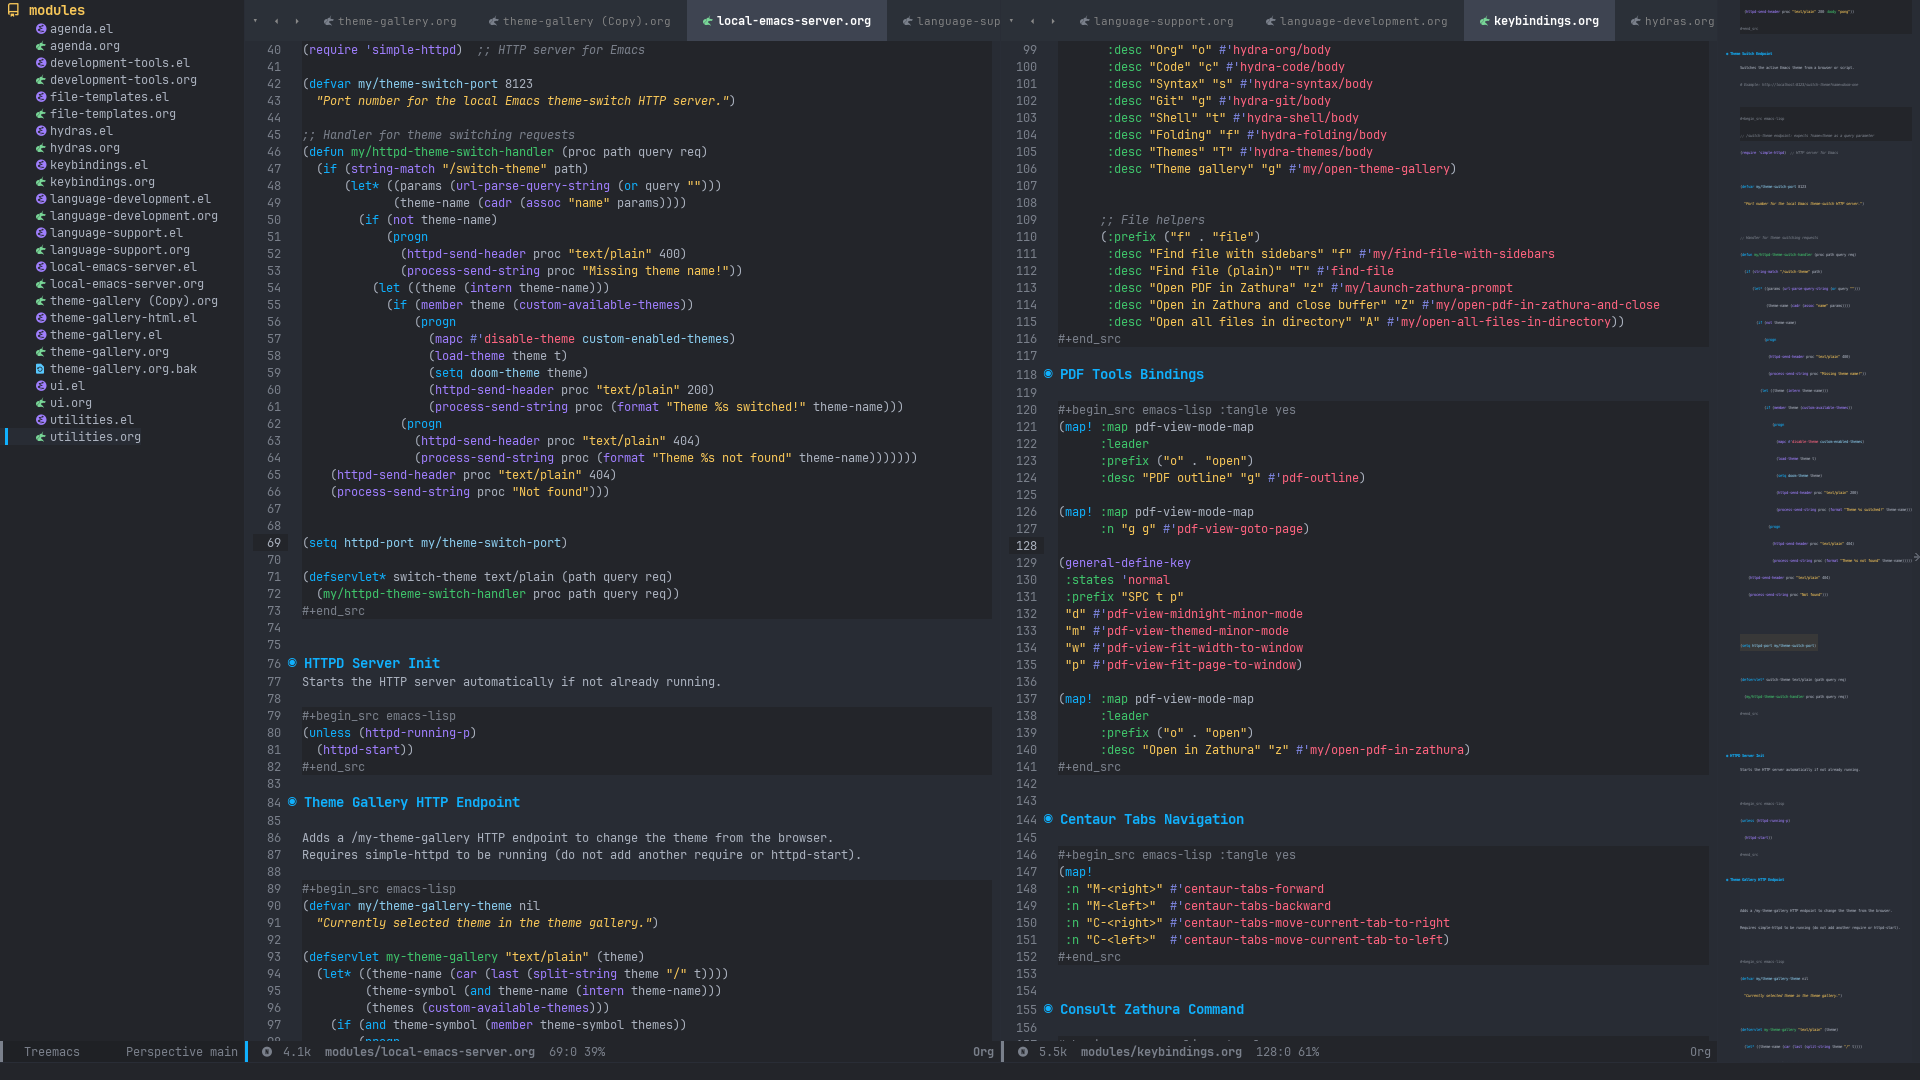 modules
agenda.el
agenda.org
development-tools.el
development-tools.org
file-templates.el
file-templates.org
hydras.el
hydras.org
keybindings.el
keybindings.org
language-development.el
language-development.org
language-support.el
language-support.org
local-emacs-server.el
local-emacs-server.org
theme-gallery (Copy).org
theme-gallery-html.el
theme-gallery.el
theme-gallery.org
theme-gallery.org.bak
ui.el
ui.org
utilities.el
utilities.org
Treemacs Perspective main
theme-gallery.org theme-gallery (Copy).org local-emacs-server.org language-sup
40 (require 'simple-httpd)  ;; HTTP server for Emacs
41
42 (defvar my/theme-switch-port 8123
43   "Port number for the local Emacs theme-switch HTTP server.")
44
45 ;; Handler for theme switching requests
46 (defun my/httpd-theme-switch-handler (proc path query req)
47   (if (string-match "/switch-theme" path)
48       (let* ((params (url-parse-query-string (or query "")))
49              (theme-name (cadr (assoc "name" params))))
50         (if (not theme-name)
51             (progn
52               (httpd-send-header proc "text/plain" 400)
53               (process-send-string proc "Missing theme name!"))
54           (let ((theme (intern theme-name)))
55             (if (member theme (custom-available-themes))
56                 (progn
57                   (mapc #'disable-theme custom-enabled-themes)
58                   (load-theme theme t)
59                   (setq doom-theme theme)
60                   (httpd-send-header proc "text/plain" 200)
61                   (process-send-string proc (format "Theme %s switched!" theme-name)))
62               (progn
63                 (httpd-send-header proc "text/plain" 404)
64                 (process-send-string proc (format "Theme %s not found" theme-name)))))))
65     (httpd-send-header proc "text/plain" 404)
66     (process-send-string proc "Not found")))
67
68
69 (setq httpd-port my/theme-switch-port)
70
71 (defservlet* switch-theme text/plain (path query req)
72   (my/httpd-theme-switch-handler proc path query req))
73 #+end_src
74
75
76 ◉ HTTPD Server Init
77 Starts the HTTP server automatically if not already running.
78
79 #+begin_src emacs-lisp
80 (unless (httpd-running-p)
81   (httpd-start))
82 #+end_src
83
84 ◉ Theme Gallery HTTP Endpoint
85
86 Adds a /my-theme-gallery HTTP endpoint to change the theme from the browser.
87 Requires simple-httpd to be running (do not add another require or httpd-start).
88
89 #+begin_src emacs-lisp
90 (defvar my/theme-gallery-theme nil
91   "Currently selected theme in the theme gallery.")
92
93 (defservlet my-theme-gallery "text/plain" (theme)
94   (let* ((theme-name (car (last (split-string theme "/" t))))
95          (theme-symbol (and theme-name (intern theme-name)))
96          (themes (custom-available-themes)))
97     (if (and theme-symbol (member theme-symbol themes))
4.1k modules/local-emacs-server.org 69:0 39% Org
language-support.org language-development.org keybindings.org hydras.org
99        :desc "Org" "o" #'hydra-org/body
100       :desc "Code" "c" #'hydra-code/body
101       :desc "Syntax" "s" #'hydra-syntax/body
102       :desc "Git" "g" #'hydra-git/body
103       :desc "Shell" "t" #'hydra-shell/body
104       :desc "Folding" "f" #'hydra-folding/body
105       :desc "Themes" "T" #'hydra-themes/body
106       :desc "Theme gallery" "g" #'my/open-theme-gallery)
107
108
109      ;; File helpers
110      (:prefix ("f" . "file")
111       :desc "Find file with sidebars" "f" #'my/find-file-with-sidebars
112       :desc "Find file (plain)" "T" #'find-file
113       :desc "Open PDF in Zathura" "z" #'my/launch-zathura-prompt
114       :desc "Open in Zathura and close buffer" "Z" #'my/open-pdf-in-zathura-and-close
115       :desc "Open all files in directory" "A" #'my/open-all-files-in-directory))
116 #+end_src
117
118 ◉ PDF Tools Bindings
119
120 #+begin_src emacs-lisp :tangle yes
121 (map! :map pdf-view-mode-map
122       :leader
123       :prefix ("o" . "open")
124       :desc "PDF outline" "g" #'pdf-outline)
125
126 (map! :map pdf-view-mode-map
127       :n "g g" #'pdf-view-goto-page)
128
129 (general-define-key
130  :states 'normal
131  :prefix "SPC t p"
132  "d" #'pdf-view-midnight-minor-mode
133  "m" #'pdf-view-themed-minor-mode
134  "w" #'pdf-view-fit-width-to-window
135  "p" #'pdf-view-fit-page-to-window)
136
137 (map! :map pdf-view-mode-map
138       :leader
139       :prefix ("o" . "open")
140       :desc "Open in Zathura" "z" #'my/open-pdf-in-zathura)
141 #+end_src
142
143
144 ◉ Centaur Tabs Navigation
145
146 #+begin_src emacs-lisp :tangle yes
147 (map!
148  :n "M-<right>" #'centaur-tabs-forward
149  :n "M-<left>"  #'centaur-tabs-backward
150  :n "C-<right>" #'centaur-tabs-move-current-tab-to-right
151  :n "C-<left>"  #'centaur-tabs-move-current-tab-to-left)
152 #+end_src
153
154
155 ◉ Consult Zathura Command
156
5.5k modules/keybindings.org 128:0 61% Org